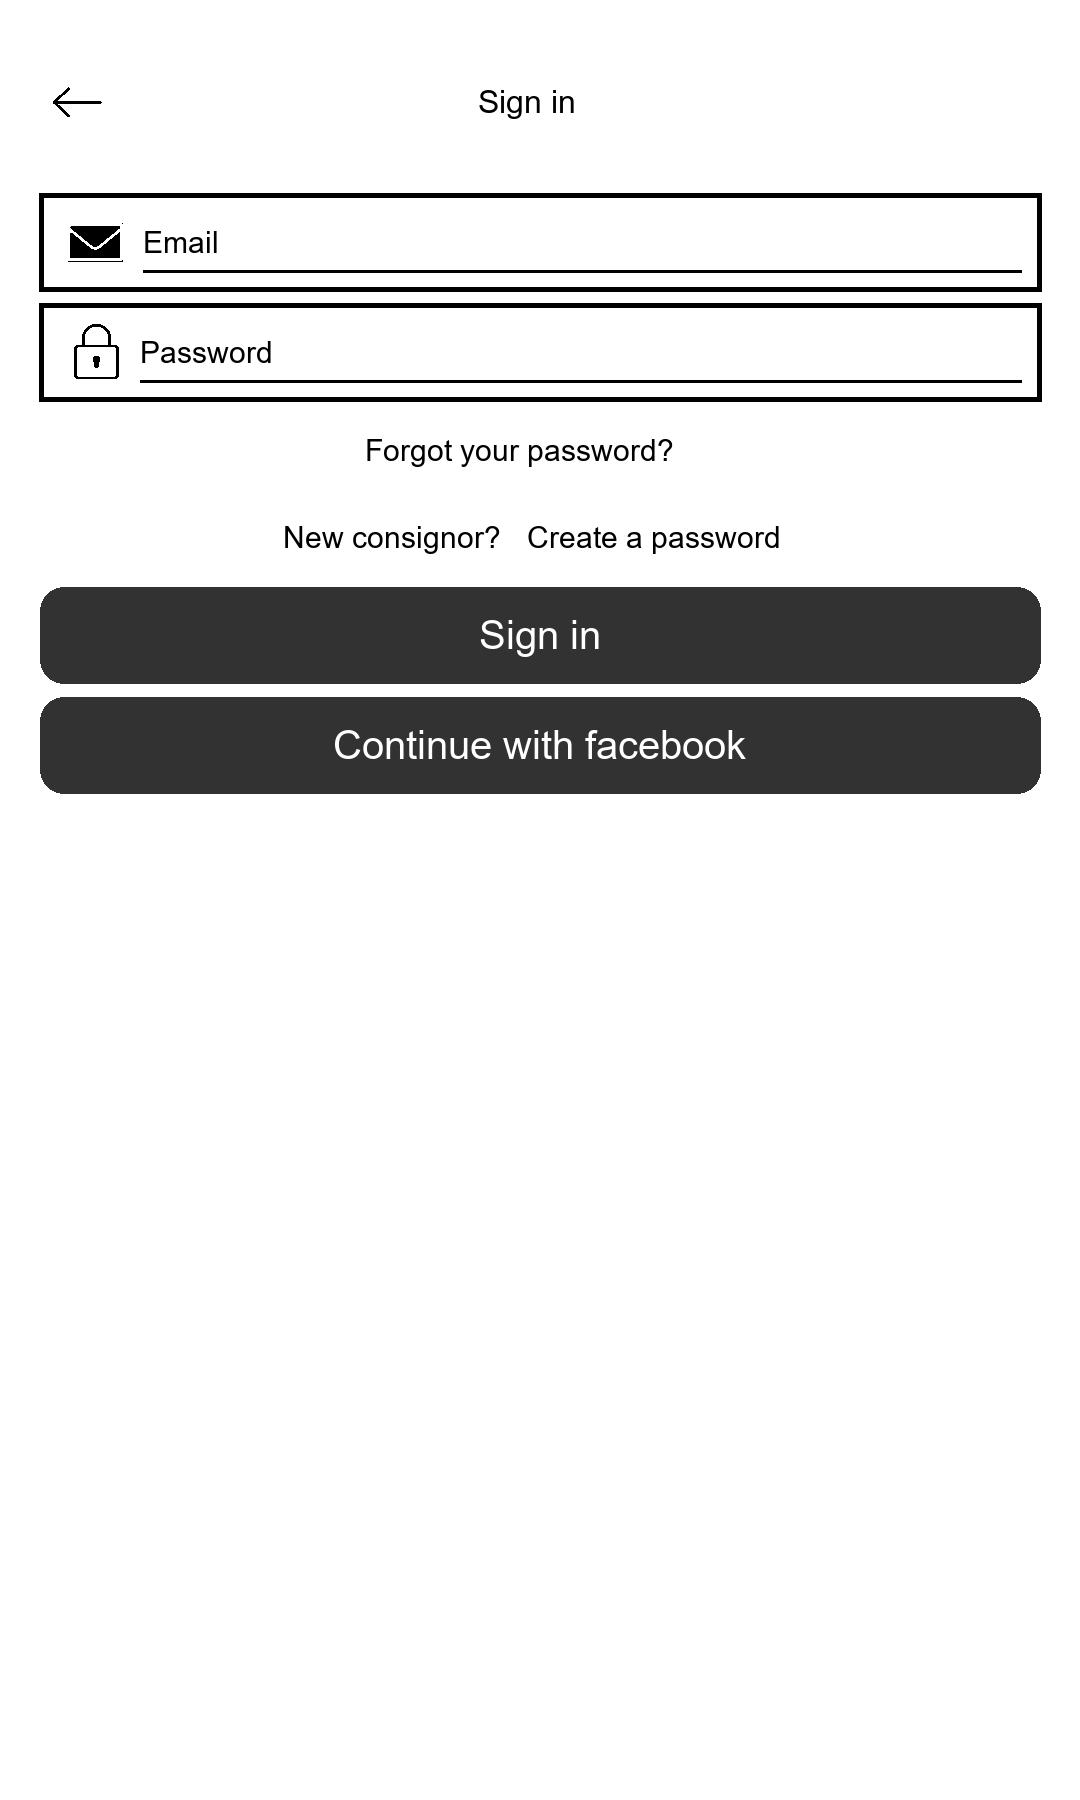 Sign in
Email
Password
Forgot your password?
New consignor? Create a password
Sign in
Continue with facebook